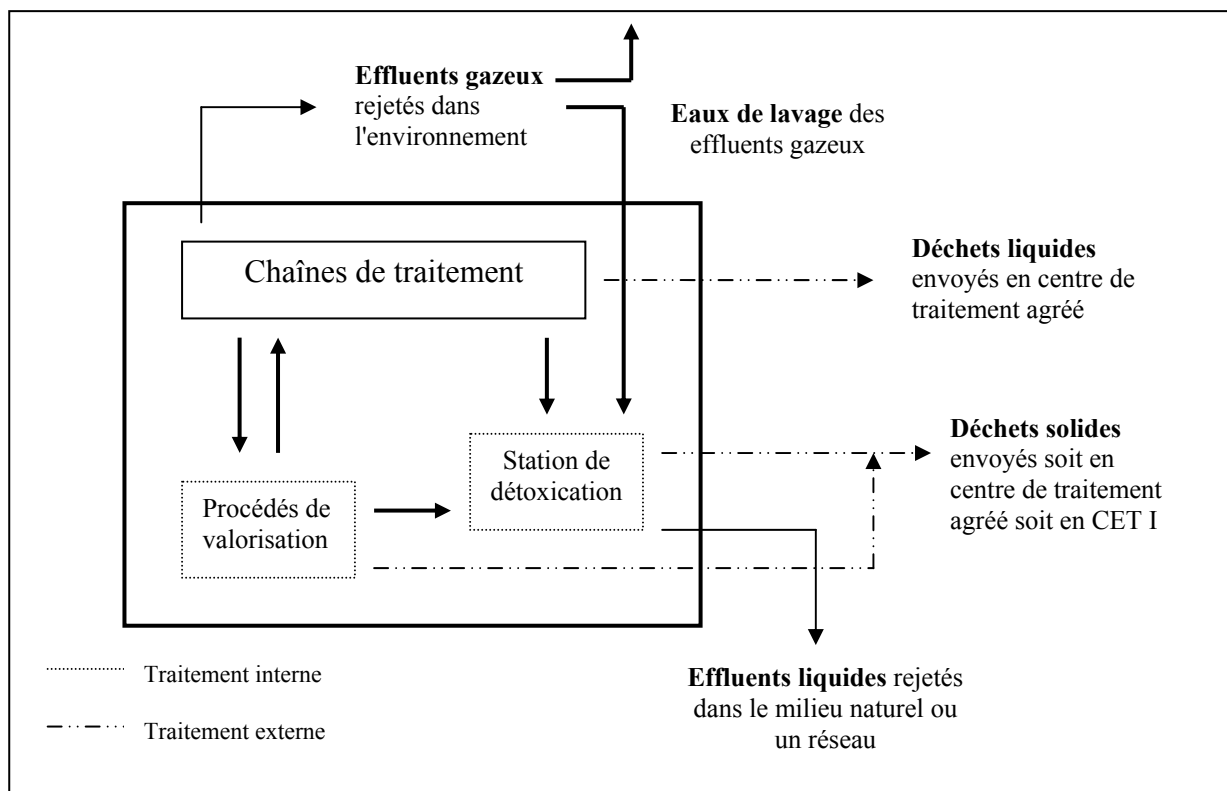 Effluents gazeux
rejetés dans
l'environnement
Eaux de lavage des
effluents gazeux
Chaînes de traitement
Déchets liquides
envoyés en centre de
traitement agréé
Station de
détoxication
Déchets solides
envoyés soit en
centre de traitement
agréé soit en CET I
Procédés de
valorisation
Traitement interne
Effluents liquides rejetés
dans le milieu naturel ou
un réseau
Traitement externe